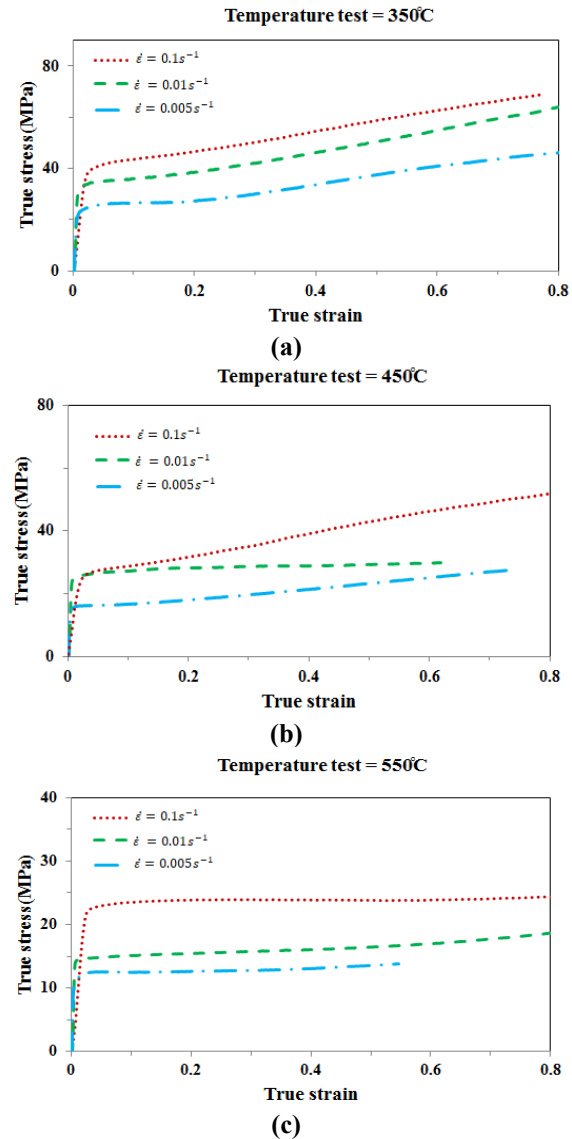 Temperature test = 350℃
80
40
0
True stress(MPa)
ε̇ = 0.1s⁻¹
ε̇ = 0.01s⁻¹
ε̇ = 0.005s⁻¹
0 0.2 0.4 0.6 0.8
True strain
(a)
Temperature test = 450℃
80
40
0
True stress(MPa)
ε̇ = 0.1s⁻¹
ε̇ = 0.01s⁻¹
ε̇ = 0.005s⁻¹
0 0.2 0.4 0.6 0.8
True strain
(b)
Temperature test = 550℃
40
30
20
10
0
True stress(MPa)
ε̇ = 0.1s⁻¹
ε̇ = 0.01s⁻¹
ε̇ = 0.005s⁻¹
0 0.2 0.4 0.6 0.8
True strain
(c)